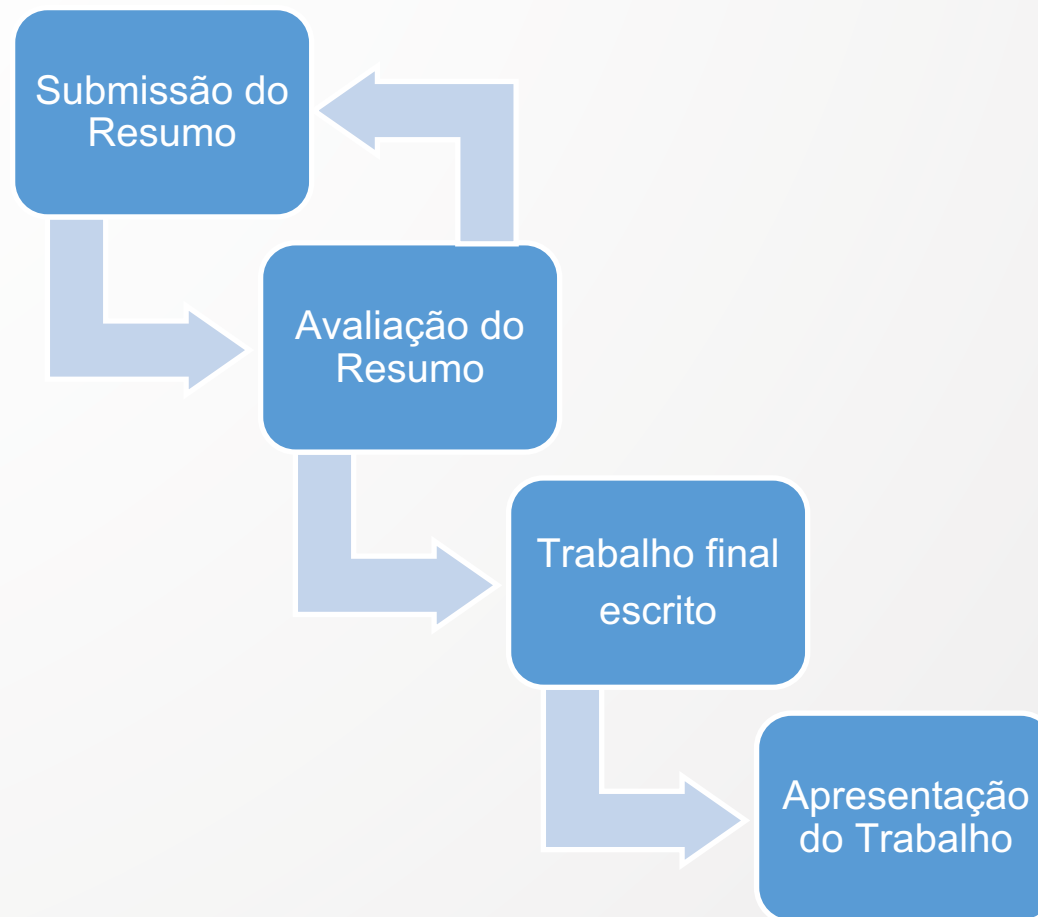 Submissão do
Resumo
Avaliação do
Resumo
Trabalho final
escrito
Apresentação
do Trabalho